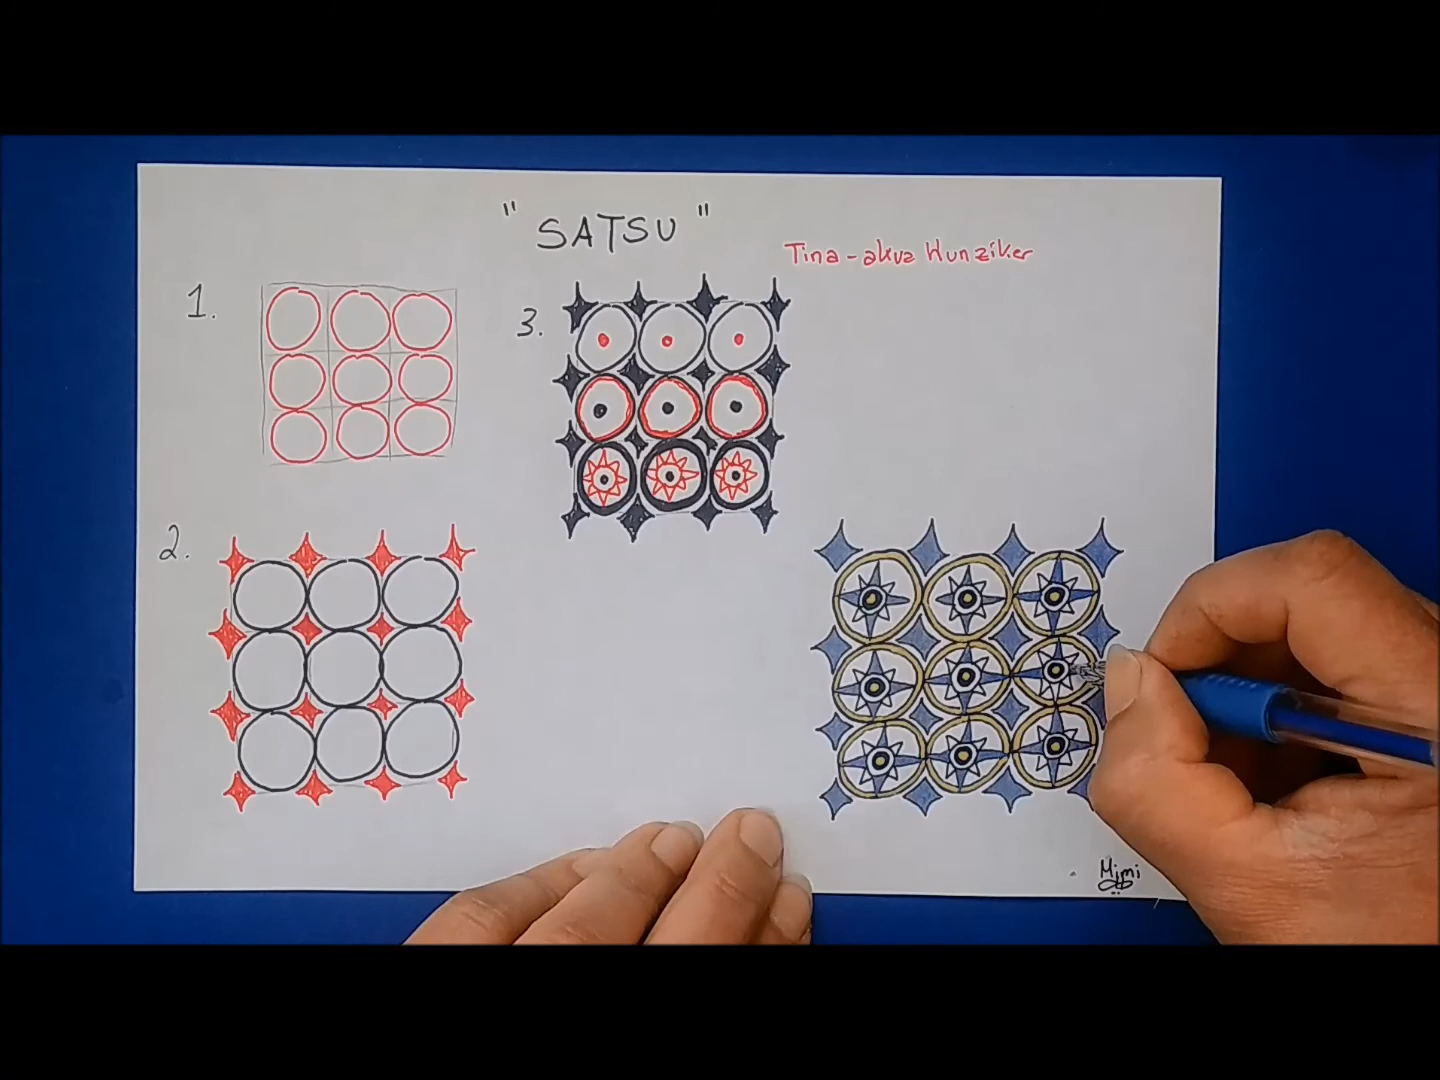 " SATSU "
Tina-akua Hunziker
1.
3.
2.
Mimi